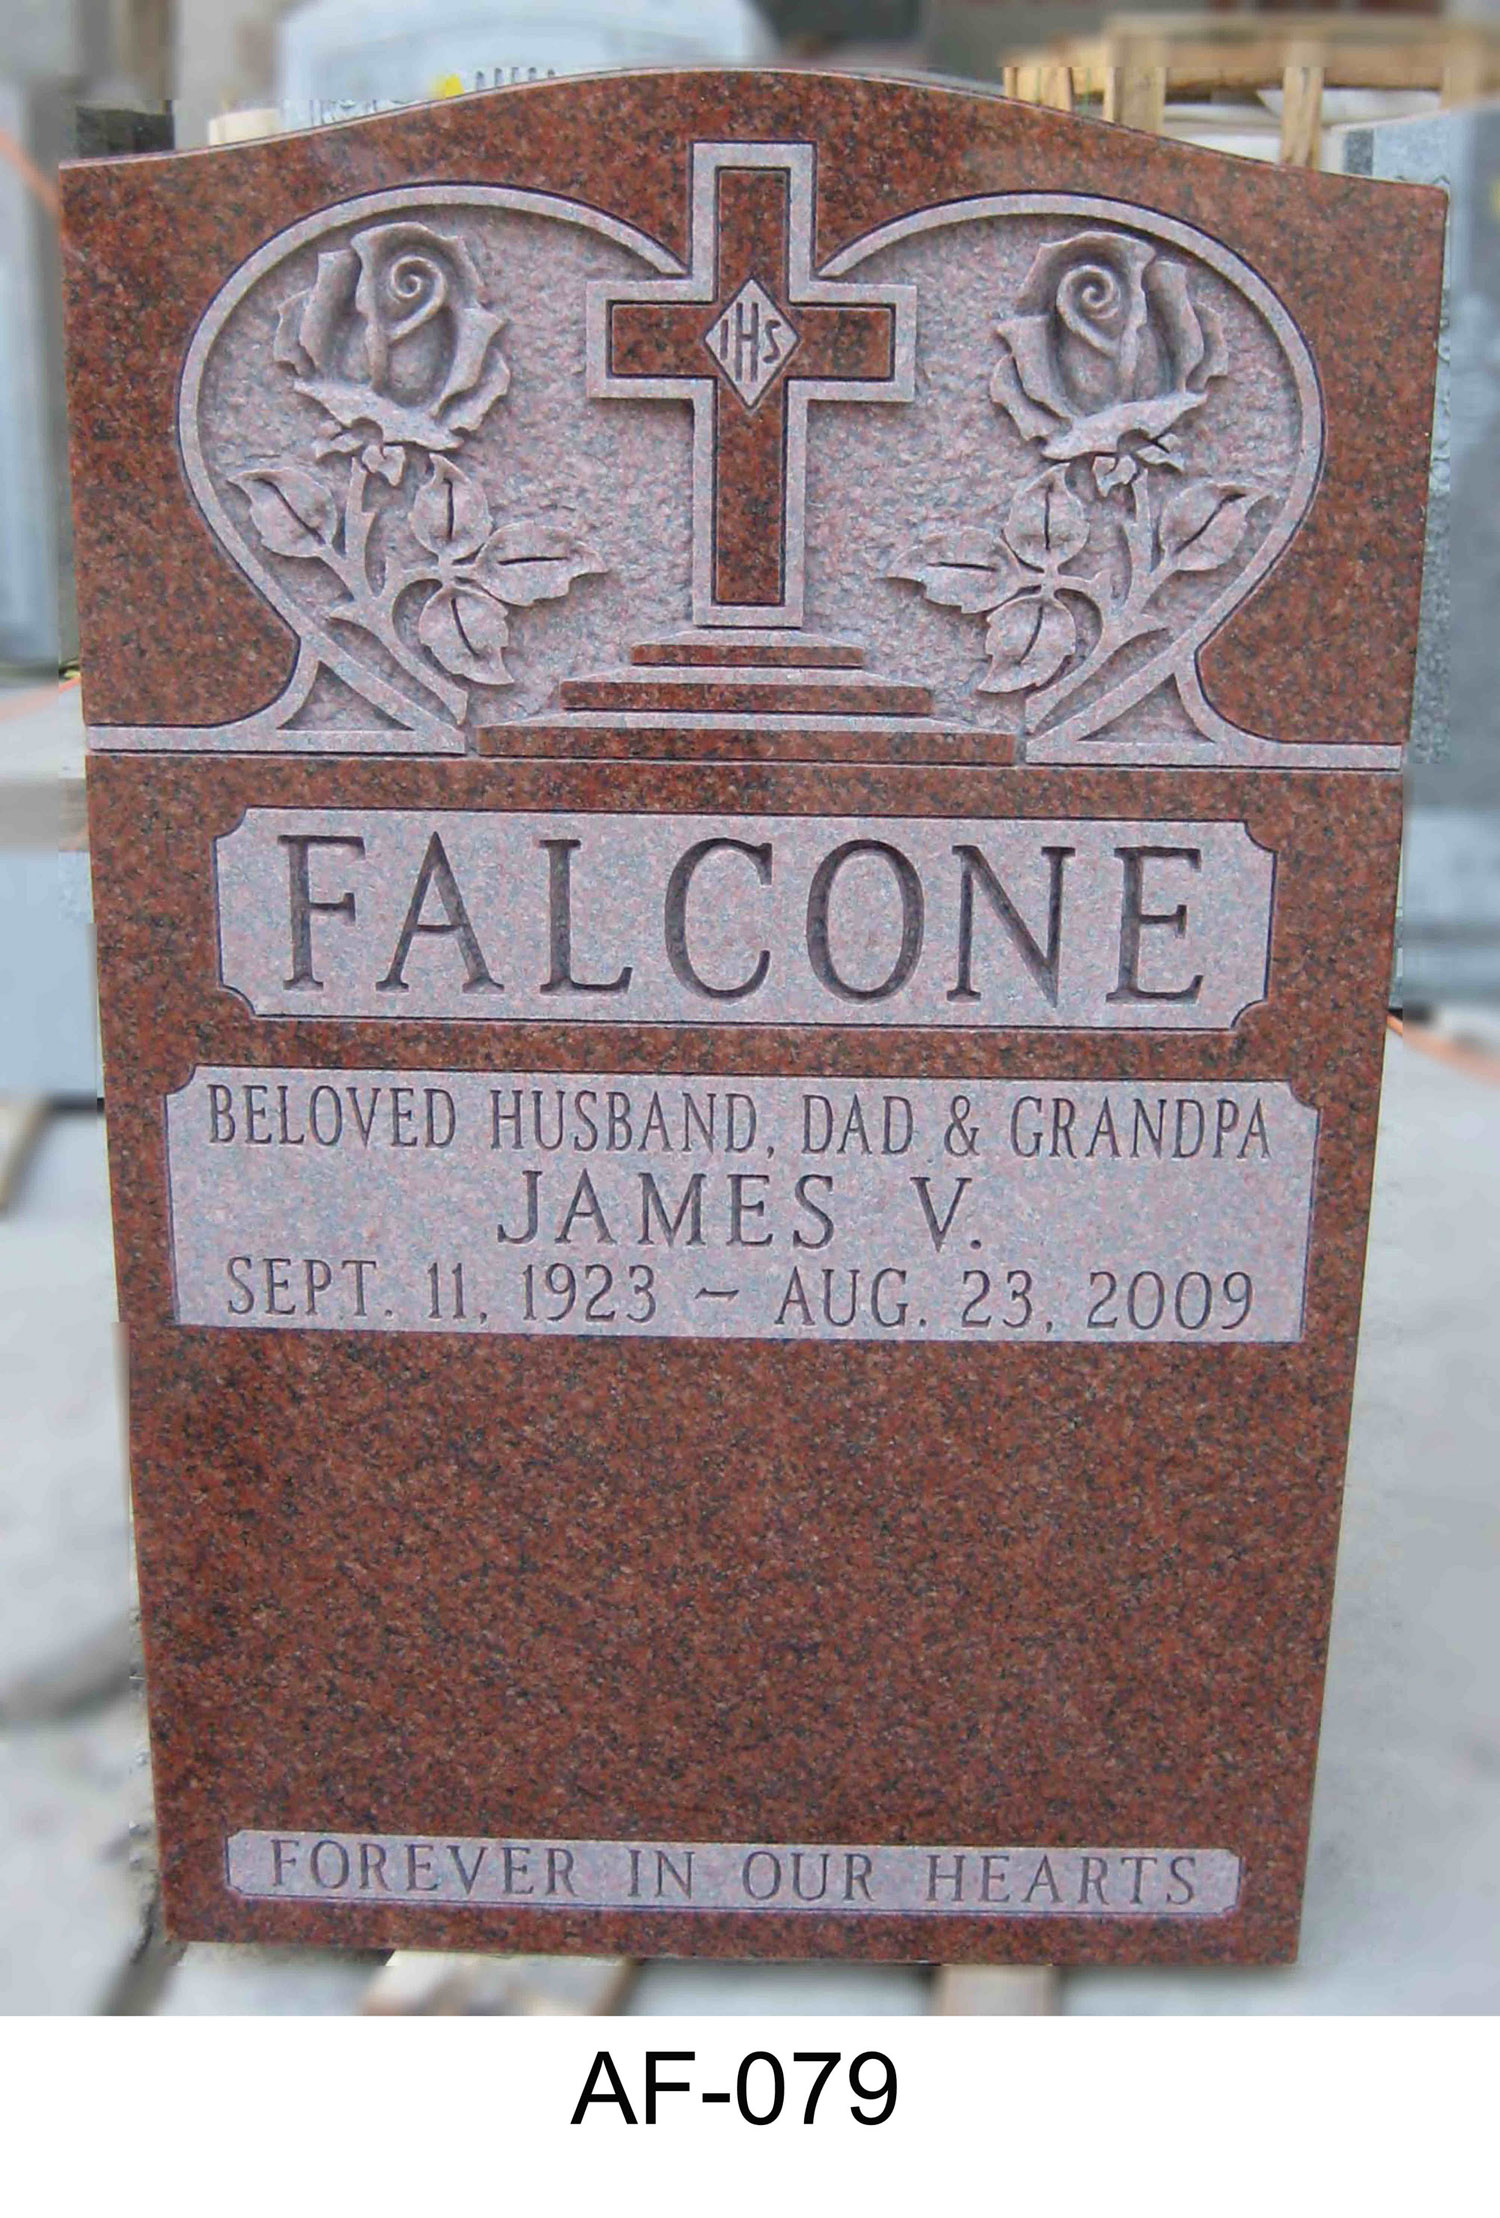 IHS
FALCONE
BELOVED HUSBAND, DAD & GRANDPA
JAMES V.
SEPT. 11, 1923 – AUG. 23, 2009
FOREVER IN OUR HEARTS
AF-079